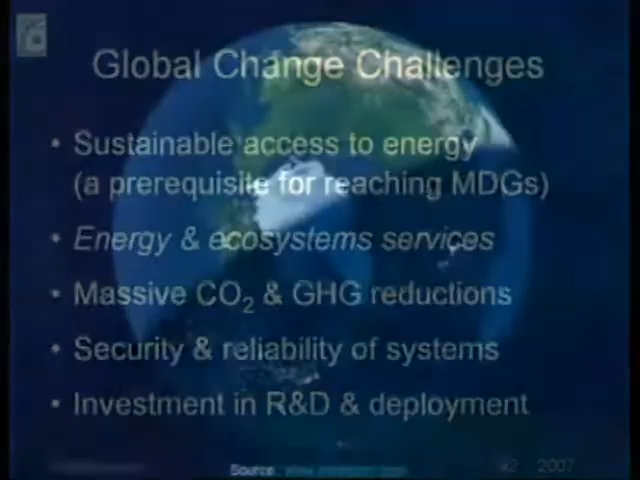 Global Change Challenges
• Sustainable access to energy
(a prerequisite for reaching MDGs)
• Energy & ecosystems services
• Massive CO₂ & GHG reductions
• Security & reliability of systems
• Investment in R&D & deployment
Source:
#2 2007